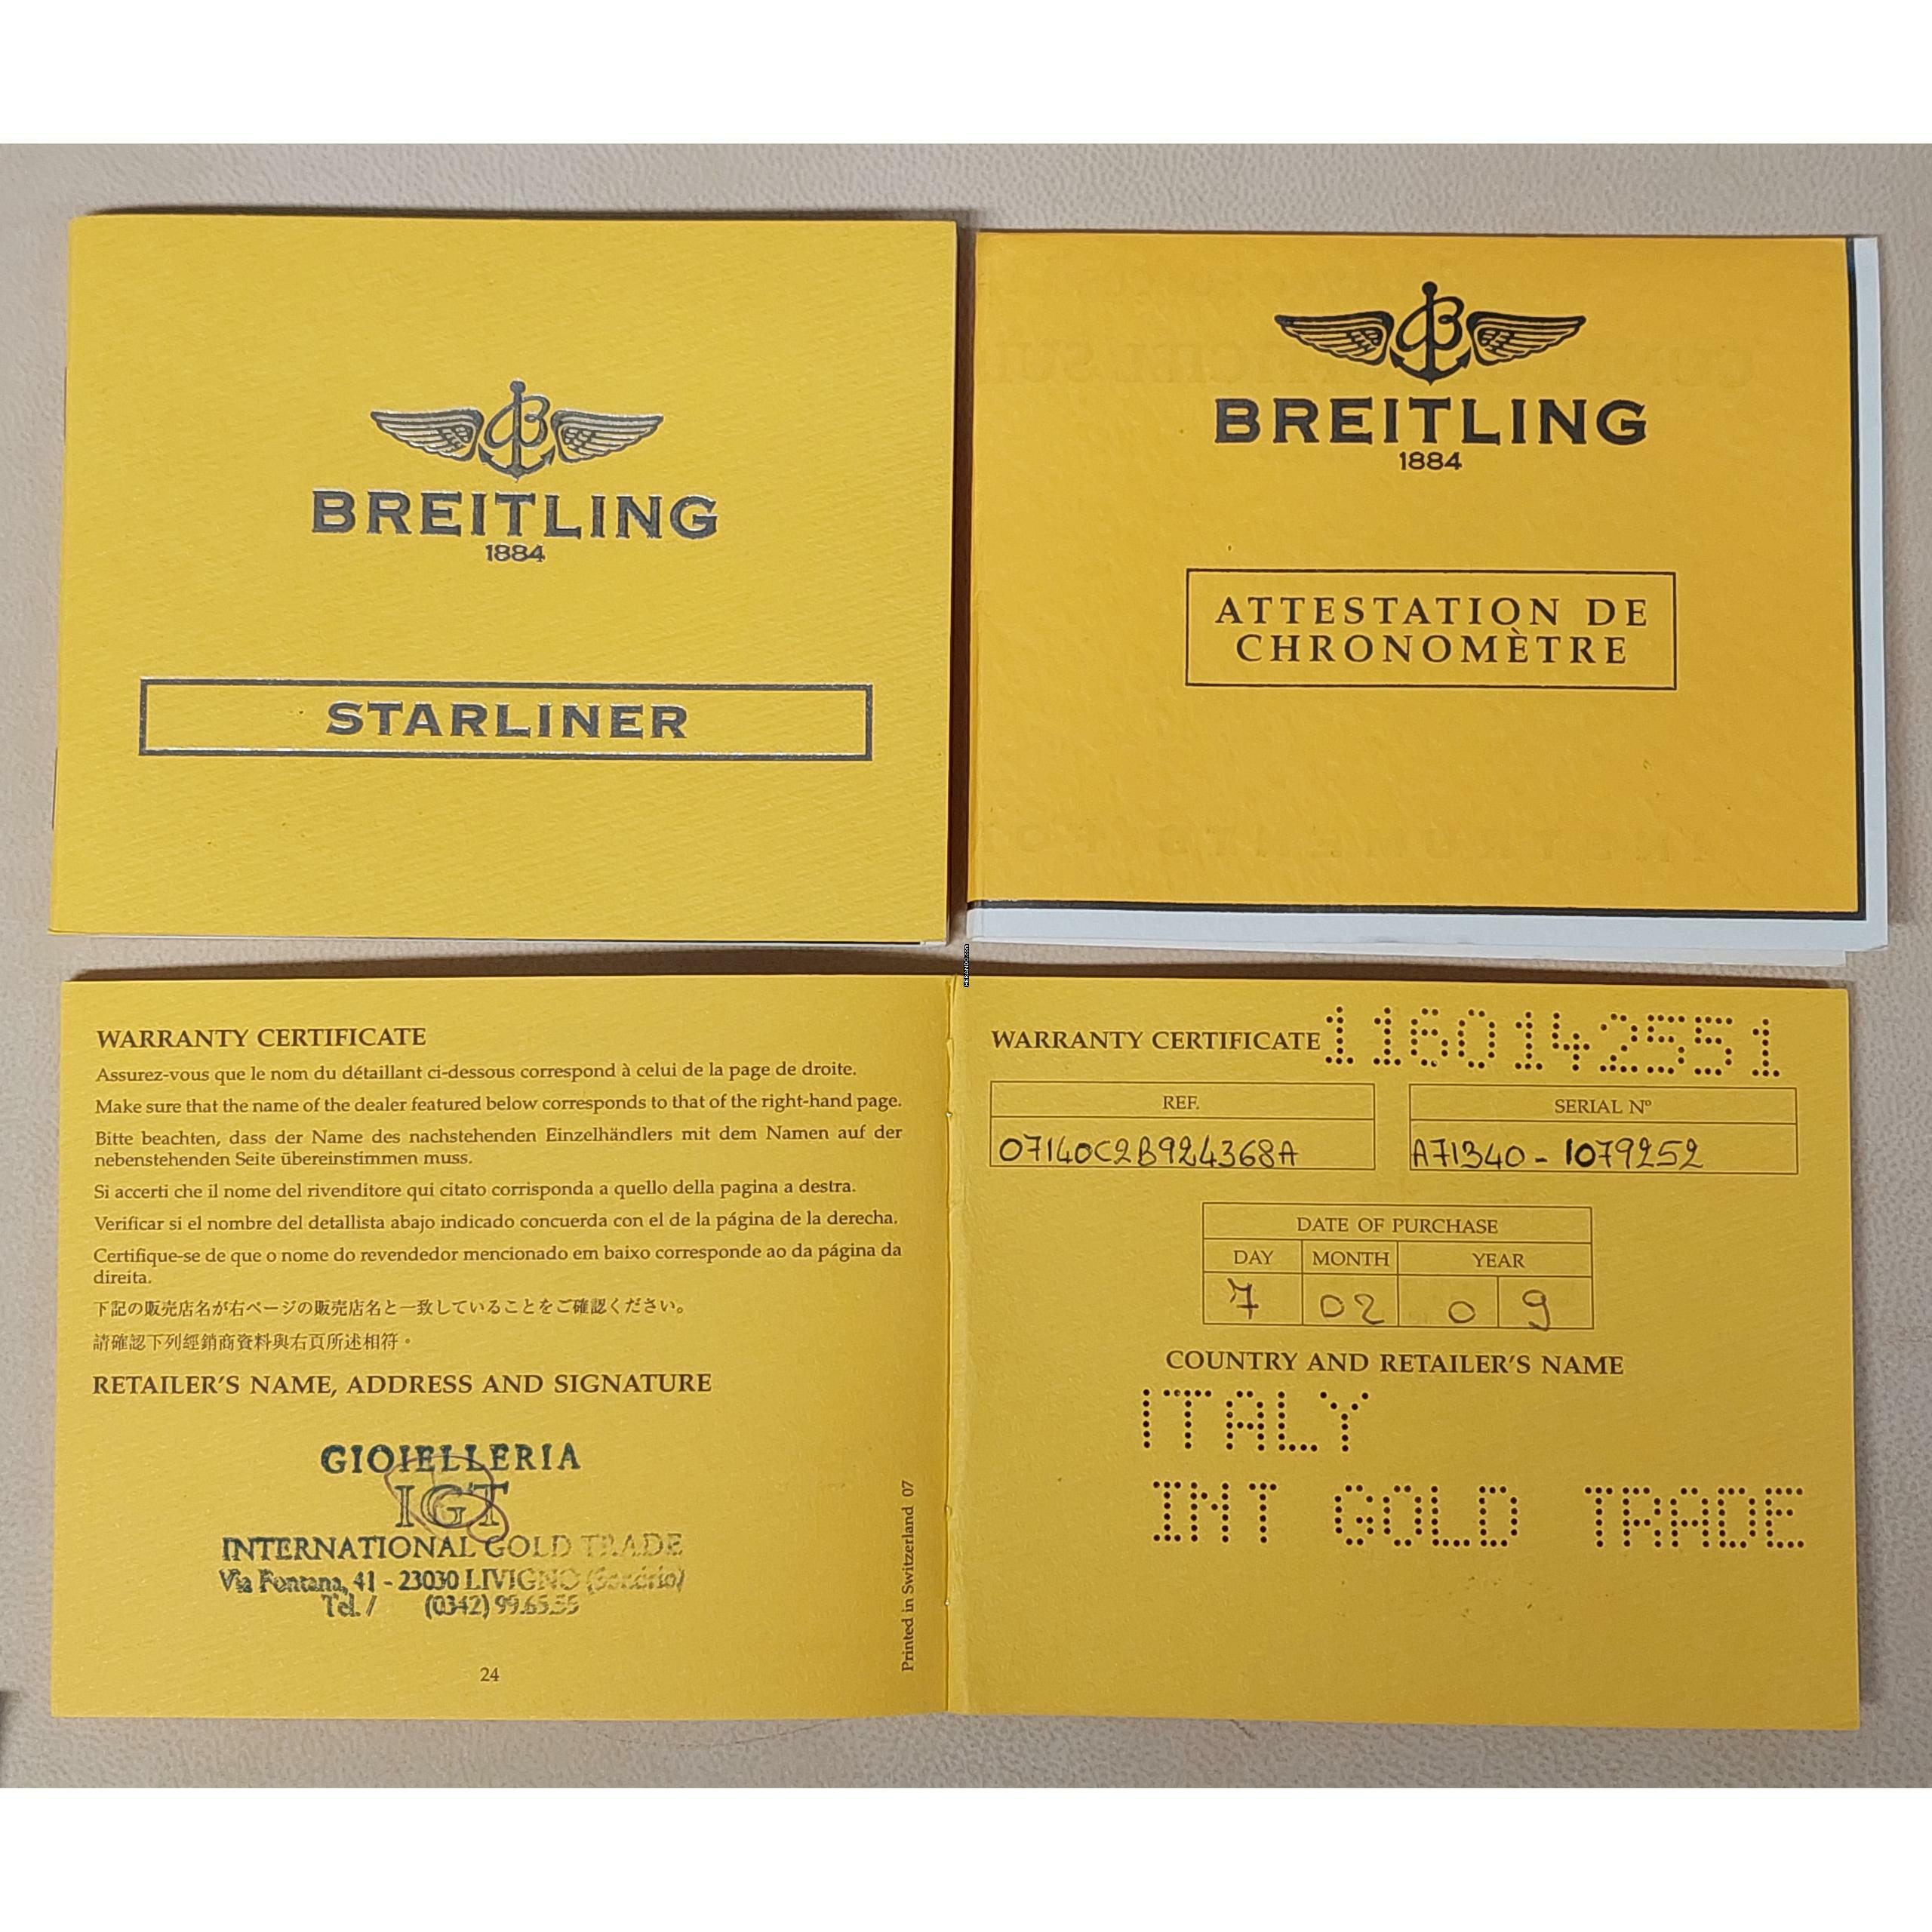 BREITLING
1884
STARLINER
BREITLING
1884
ATTESTATION DE
CHRONOMÈTRE
WARRANTY CERTIFICATE
Assurez-vous que le nom du détaillant ci-dessous correspond à celui de la page de droite.
Make sure that the name of the dealer featured below corresponds to that of the right-hand page.
Bitte beachten, dass der Name des nachstehenden Einzelhändlers mit dem Namen auf der
nebenstehenden Seite übereinstimmen muss.
Si accerti che il nome del rivenditore qui citato corrisponda a quello della pagina a destra.
Verificar si el nombre del detallista abajo indicado concuerda con el de la página de la derecha.
Certifique-se de que o nome do revendedor mencionado em baixo corresponde ao da página da
direita.
下記の販売店名が右ページの販売店名と一致していることをご確認ください。
請確認下列經銷商資料與右頁所述相符。
RETAILER'S NAME, ADDRESS AND SIGNATURE
GIOIELLERIA
IGT
INTERNATIONAL GOLD TRADE
Via Fontana, 41 - 23030 LIVIGNO (Sondrio)
Tel. / (0342) 99.65.55
24
Printed in Switzerland 07
WARRANTY CERTIFICATE 1160142551
REF.
07140C2B924368A
SERIAL Nº
A71340 - 1079252
DATE OF PURCHASE
DAY MONTH YEAR
7 02 0 9
COUNTRY AND RETAILER'S NAME
ITALY
INT GOLD TRADE